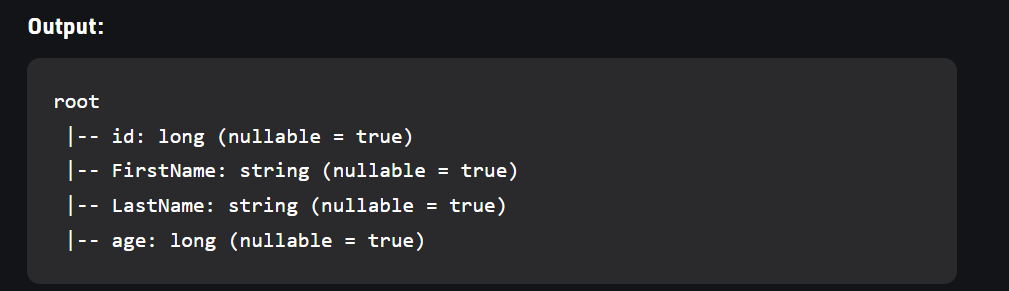 Output:
root
 |-- id: long (nullable = true)
 |-- FirstName: string (nullable = true)
 |-- LastName: string (nullable = true)
 |-- age: long (nullable = true)